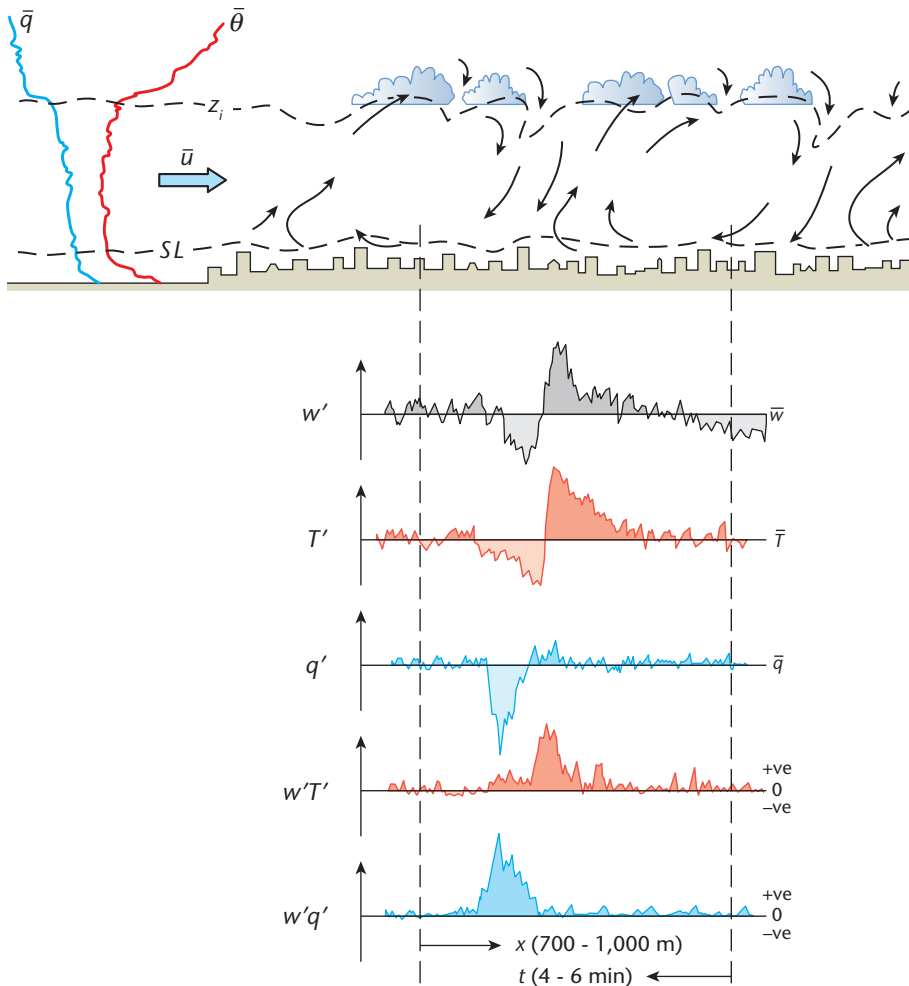 q̄
θ̄
z_i
ū
SL
w′
w̄
T′
T̄
q′
q̄
w′T′
+ve
0
–ve
w′q′
+ve
0
–ve
x (700 - 1,000 m)
t (4 - 6 min)